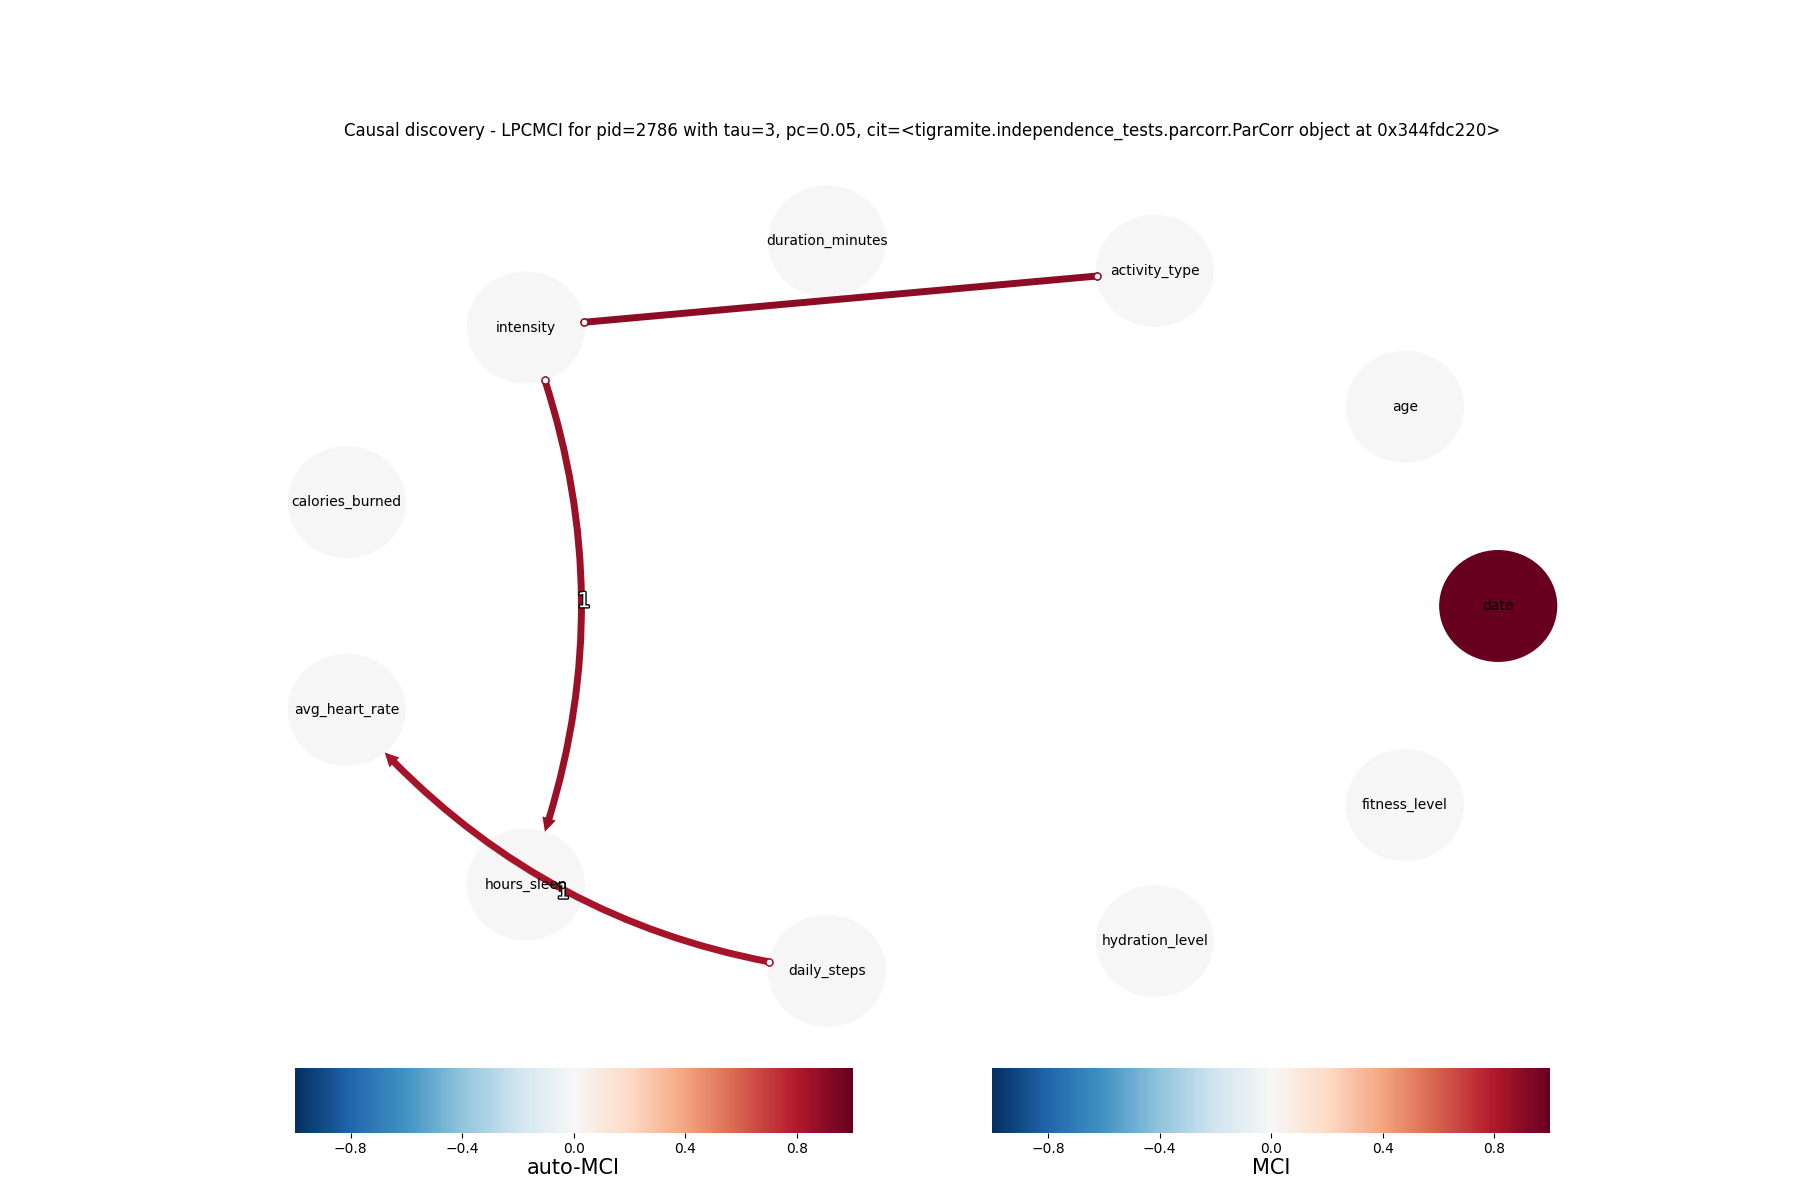 Causal discovery - LPCMCI for pid=2786 with tau=3, pc=0.05, cit=<tigramite.independence_tests.parcorr.ParCorr object at 0x344fdc220>
duration_minutes
activity_type
intensity
age
calories_burned
1
date
avg_heart_rate
fitness_level
hours_sleep
1
hydration_level
daily_steps
−0.8 −0.4 0.0 0.4 0.8
auto-MCI
−0.8 −0.4 0.0 0.4 0.8
MCI